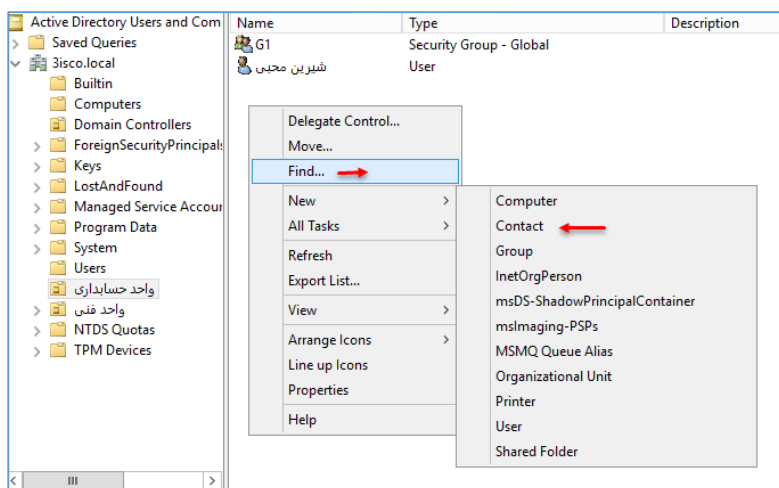 Active Directory Users and Com
Saved Queries
3isco.local
Builtin
Computers
Domain Controllers
ForeignSecurityPrincipals
Keys
LostAndFound
Managed Service Accour
Program Data
System
Users
واحد حسابداری
واحد فنی
NTDS Quotas
TPM Devices
Name Type Description
G1 Security Group - Global
شیرین محبی User
Delegate Control...
Move...
Find...
New
All Tasks
Refresh
Export List...
View
Arrange Icons
Line up Icons
Properties
Help
Computer
Contact
Group
InetOrgPerson
msDS-ShadowPrincipalContainer
msImaging-PSPs
MSMQ Queue Alias
Organizational Unit
Printer
User
Shared Folder